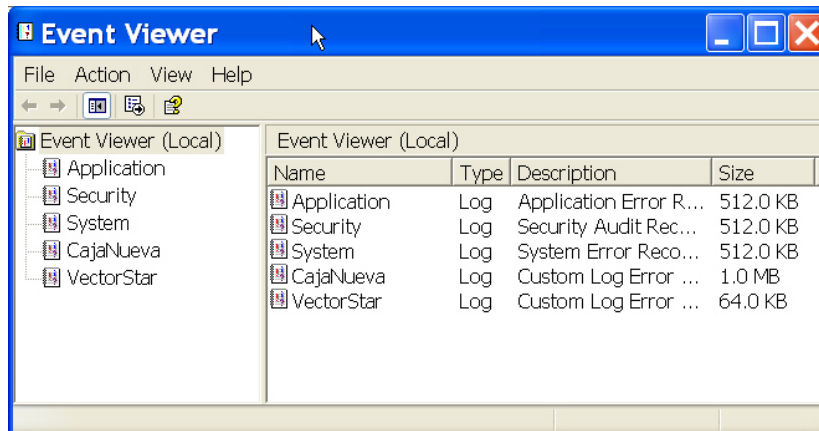 Event Viewer
File Action View Help
Event Viewer (Local)
Application
Security
System
CajaNueva
VectorStar
Event Viewer (Local)
Name Type Description Size
Application Log Application Error R... 512.0 KB
Security Log Security Audit Rec... 512.0 KB
System Log System Error Reco... 512.0 KB
CajaNueva Log Custom Log Error ... 1.0 MB
VectorStar Log Custom Log Error ... 64.0 KB